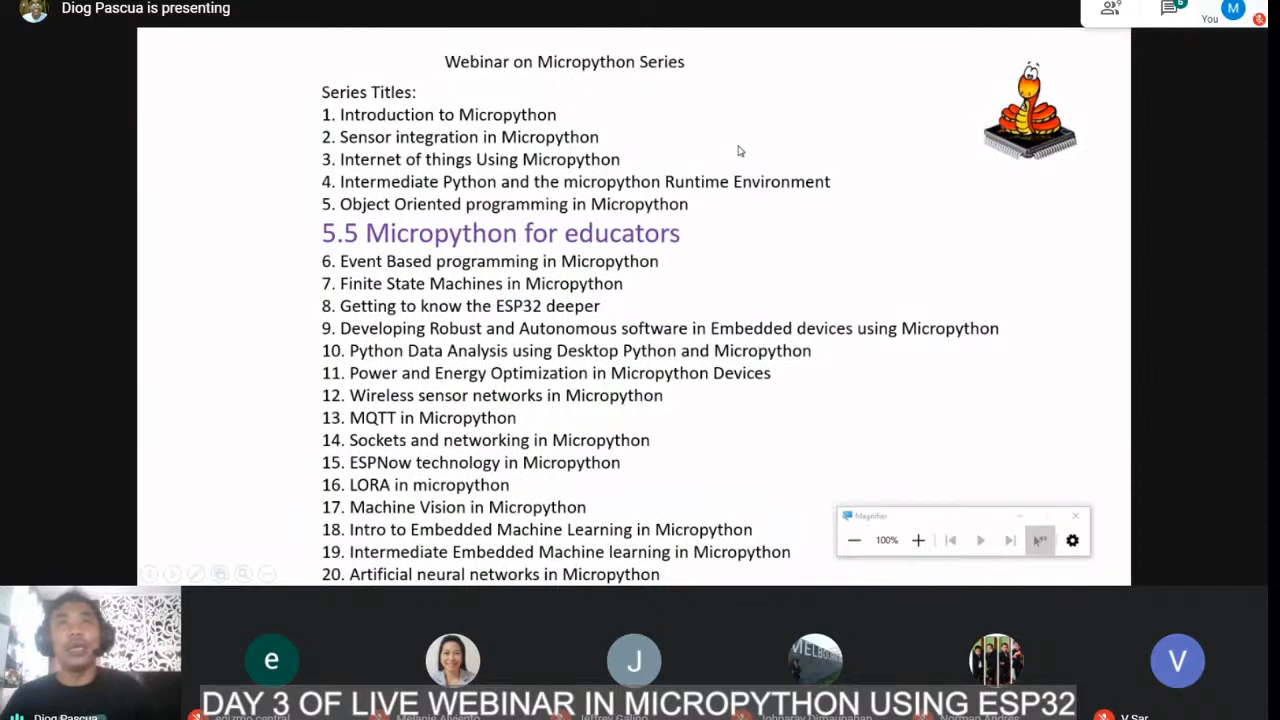 Diog Pascua is presenting
9
5
You
M
Webinar on Micropython Series
Series Titles:
1. Introduction to Micropython
2. Sensor integration in Micropython
3. Internet of things Using Micropython
4. Intermediate Python and the micropython Runtime Environment
5. Object Oriented programming in Micropython
5.5 Micropython for educators
6. Event Based programming in Micropython
7. Finite State Machines in Micropython
8. Getting to know the ESP32 deeper
9. Developing Robust and Autonomous software in Embedded devices using Micropython
10. Python Data Analysis using Desktop Python and Micropython
11. Power and Energy Optimization in Micropython Devices
12. Wireless sensor networks in Micropython
13. MQTT in Micropython
14. Sockets and networking in Micropython
15. ESPNow technology in Micropython
16. LORA in micropython
17. Machine Vision in Micropython
18. Intro to Embedded Machine Learning in Micropython
19. Intermediate Embedded Machine learning in Micropython
20. Artificial neural networks in Micropython
Magnifier
100%
e
J
V
DAY 3 OF LIVE WEBINAR IN MICROPYTHON USING ESP32
Diog Pascua
V Sar